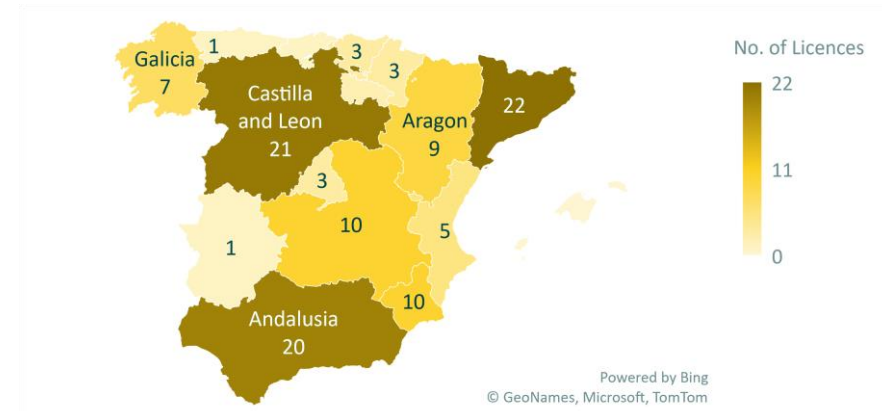 1
3
3
Galicia
7
Castilla
and Leon
21
Aragon
9
22
3
10
5
1
10
Andalusia
20
No. of Licences
22
11
0
Powered by Bing
© GeoNames, Microsoft, TomTom